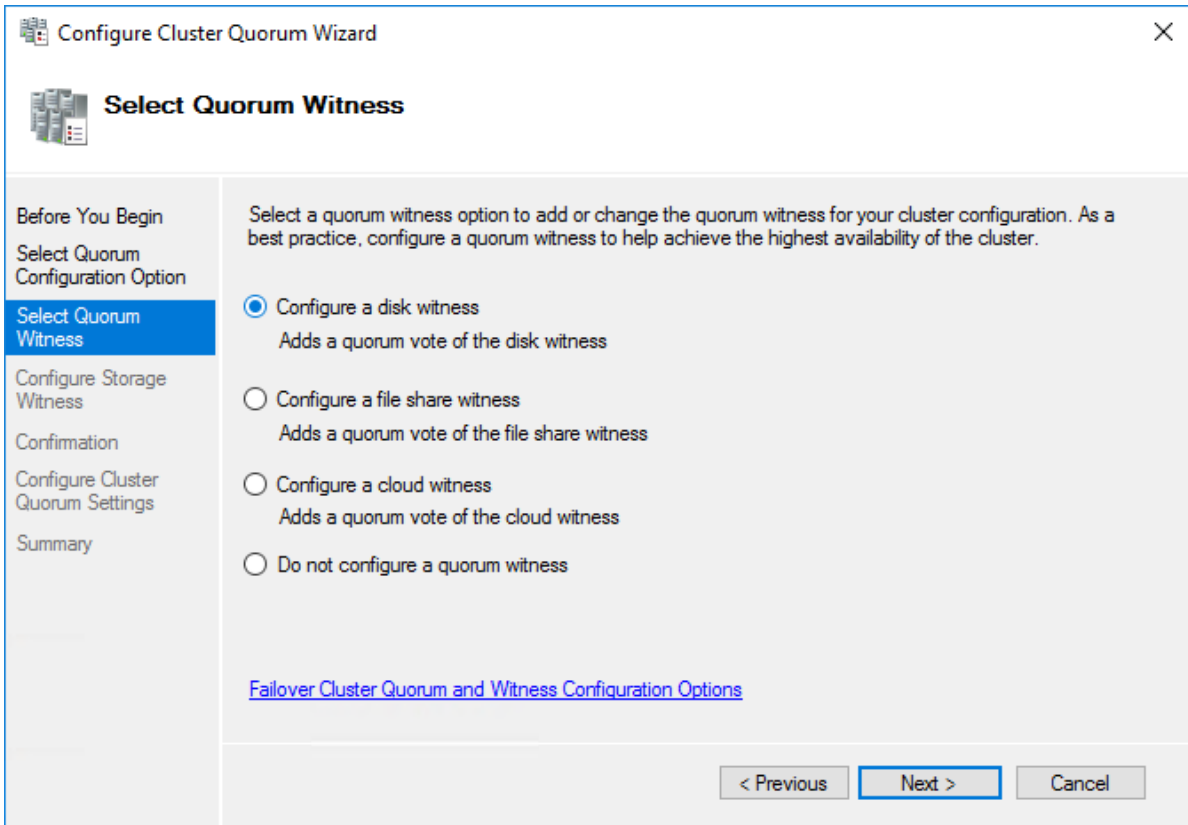 Configure Cluster Quorum Wizard
Select Quorum Witness
Before You Begin
Select Quorum
Configuration Option
Select Quorum
Witness
Configure Storage
Witness
Confirmation
Configure Cluster
Quorum Settings
Summary
Select a quorum witness option to add or change the quorum witness for your cluster configuration. As a
best practice, configure a quorum witness to help achieve the highest availability of the cluster.
Configure a disk witness
Adds a quorum vote of the disk witness
Configure a file share witness
Adds a quorum vote of the file share witness
Configure a cloud witness
Adds a quorum vote of the cloud witness
Do not configure a quorum witness
Failover Cluster Quorum and Witness Configuration Options
< Previous
Next >
Cancel